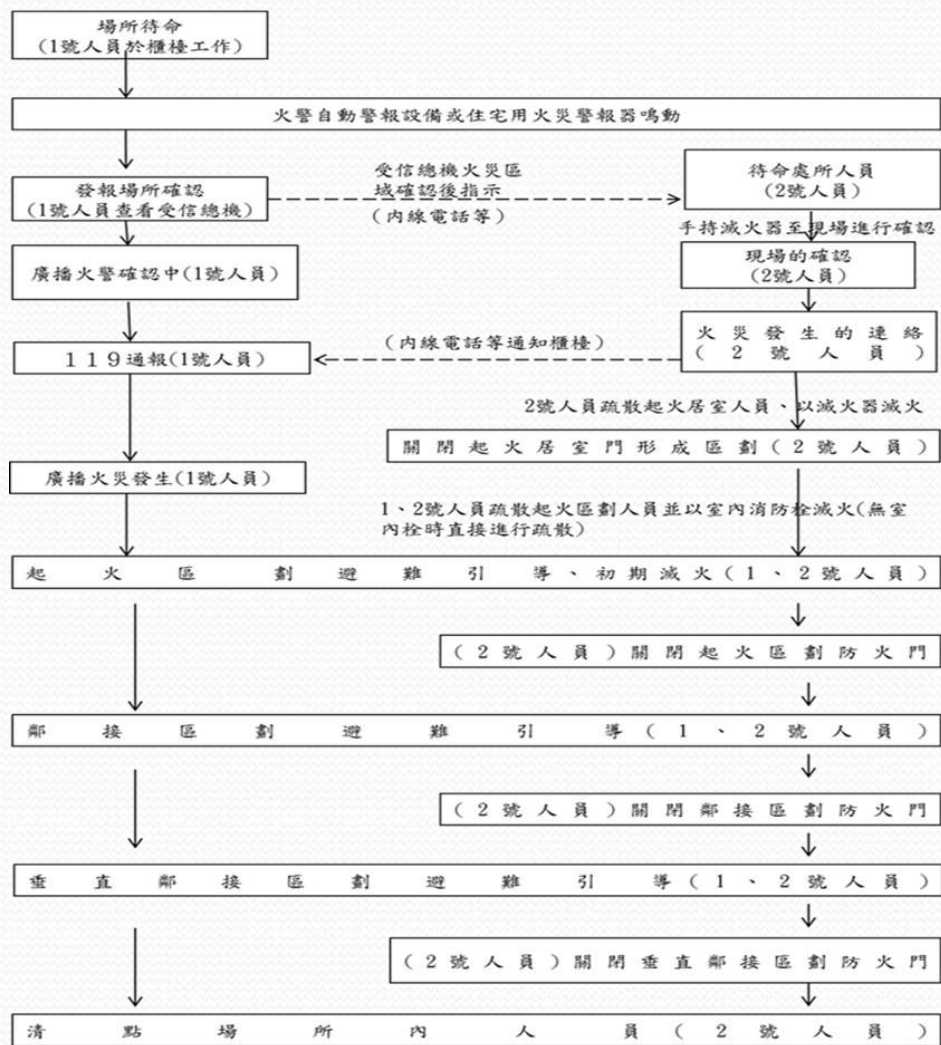 場所待命
(1號人員於櫃檯工作)
火警自動警報設備或住宅用火災警報器鳴動
發報場所確認
(1號人員查看受信總機)
受信總機火災區
域確認後指示
(內線電話等)
待命處所人員
(2號人員)
手持滅火器至現場進行確認
廣播火警確認中(1號人員)
現場的確認
(2號人員)
火災發生的連絡
(2號人員)
(內線電話等通知櫃檯)
119通報(1號人員)
2號人員疏散起火居室人員、以滅火器滅火
關閉起火居室門形成區劃(2號人員)
廣播火災發生(1號人員)
1、2號人員疏散起火區劃人員並以室內消防栓滅火(無室
內栓時直接進行疏散)
起火區劃避難引導、初期滅火(1、2號人員)
(2號人員)關閉起火區劃防火門
鄰接區劃避難引導(1、2號人員)
(2號人員)關閉鄰接區劃防火門
垂直鄰接區劃避難引導(1、2號人員)
(2號人員)關閉垂直鄰接區劃防火門
清點場所內人員(2號人員)